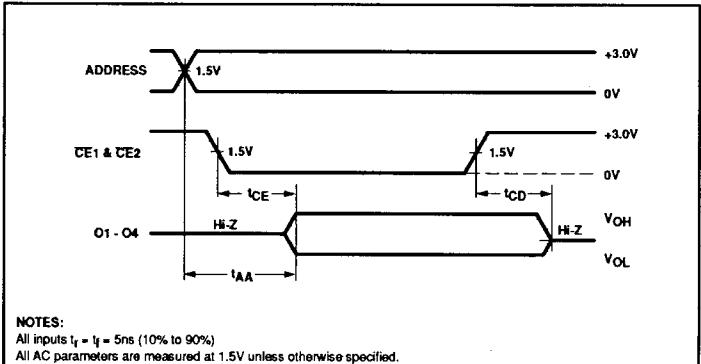 ADDRESS
1.5V
+3.0V
0V
C̅E̅1 & C̅E̅2
1.5V
1.5V
+3.0V
0V
tCE
tCD
O1 - O4
Hi-Z
Hi-Z
VOH
VOL
tAA
NOTES:
All inputs tr = tf = 5ns (10% to 90%)
All AC parameters are measured at 1.5V unless otherwise specified.